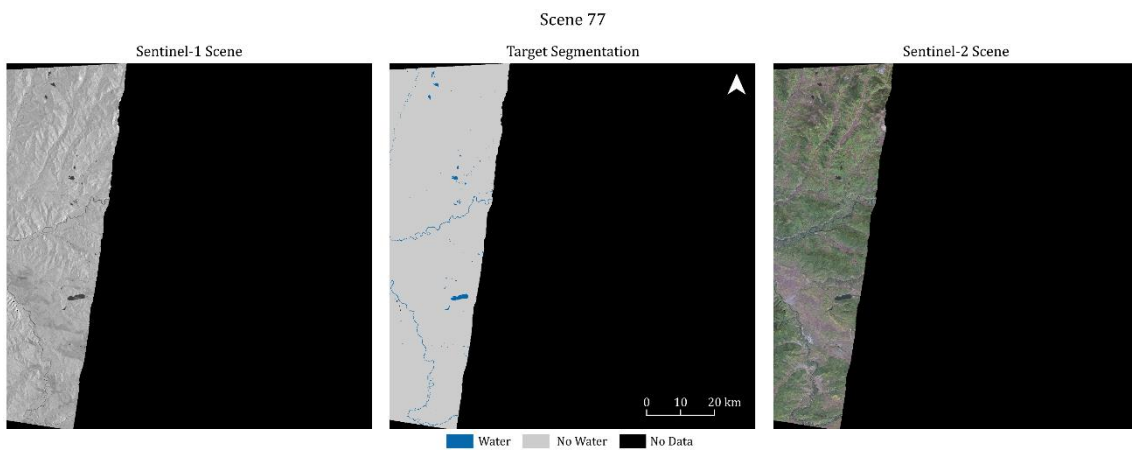 Scene 77
Sentinel-1 Scene
Target Segmentation
Sentinel-2 Scene
0 10 20 km
Water
No Water
No Data